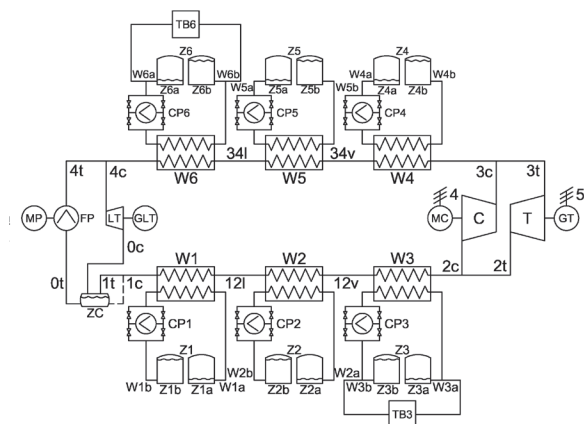 TB6
Z6 Z5 Z4
W6a W6b W5a W5b W4a W4b
Z6a Z6b Z5a Z5b Z4a Z4b
CP6 CP5 CP4
4t 4c 34l 34v 3c 3t
W6 W5 W4
4 5
MP FP LT GLT MC C T GT
0c
0t 1t 1c W1 12l W2 12v W3 2c 2t
ZC
CP1 CP2 CP3
Z1 Z2 Z3
W1b Z1b Z1a W1a W2b Z2b Z2a W2a W3b Z3b Z3a W3a
TB3